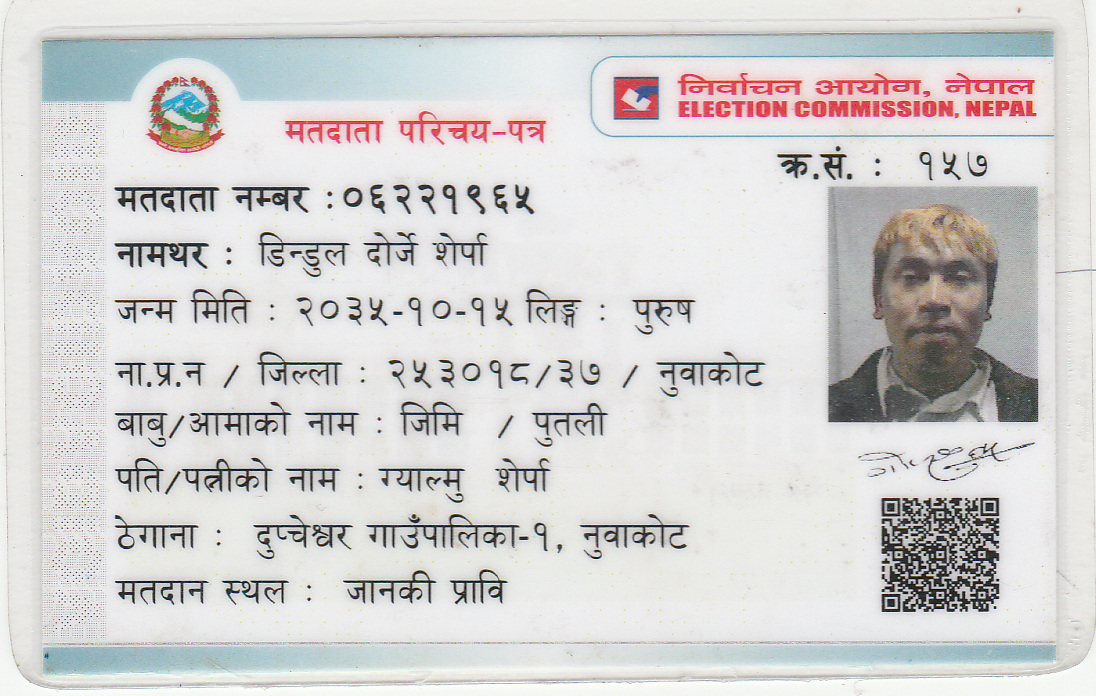 निर्वाचन आयोग, नेपाल
ELECTION COMMISSION, NEPAL
मतदाता परिचय-पत्र
क्र.सं. : १५७
मतदाता नम्बर :०६२२१९६५
नामथर : डिन्डुल दोर्जे शेर्पा
जन्म मिति : २०३५-१०-१५ लिङ्ग : पुरुष
ना.प्र.न / जिल्ला : २५३०१८/३७ / नुवाकोट
बाबु/आमाको नाम : जिमि / पुतली
पति/पत्नीको नाम : ग्याल्मु शेर्पा
ठेगाना : दुप्चेश्वर गाउँपालिका-१, नुवाकोट
मतदान स्थल : जानकी प्रावि